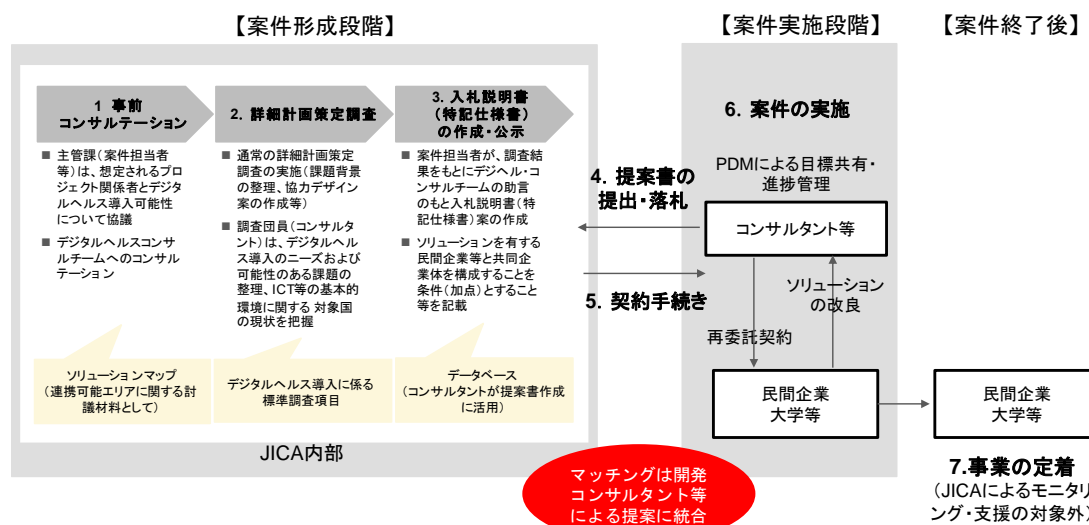 【案件形成段階】
【案件実施段階】
【案件終了後】
1 事前
コンサルテーション
■ 主管課（案件担当者
等）は、想定されるプロ
ジェクト関係者とデジタ
ルヘルス導入可能性
について協議
■ デジタルヘルスコンサ
ルチームへのコンサル
テーション
2. 詳細計画策定調査
■ 通常の詳細計画策定
調査の実施（課題背景
の整理、協力デザイン
案の作成等）
■ 調査団員（コンサルタ
ント）は、デジタルヘル
ス導入のニーズおよび
可能性のある課題の
整理、ICT等の基本的
環境に関する 対象国
の現状を把握
3. 入札説明書
（特記仕様書）
の作成・公示
■ 案件担当者が、調査結
果をもとにデジヘル・コ
ンサルチームの助言
のもと入札説明書（特
記仕様書）案の作成
■ ソリューションを有する
民間企業等と共同企
業体を構成することを
条件（加点）とすること
等を記載
ソリューションマップ
（連携可能エリアに関する討
議材料として）
デジタルヘルス導入に係る
標準調査項目
データベース
（コンサルタントが提案書作成
に活用）
JICA内部
4. 提案書の
提出・落札
5. 契約手続き
6. 案件の実施
PDMによる目標共有・
進捗管理
コンサルタント等
ソリューション
の改良
再委託契約
民間企業
大学等
民間企業
大学等
7.事業の定着
（JICAによるモニタリ
ング・支援の対象外）
マッチングは開発
コンサルタント等
による提案に統合